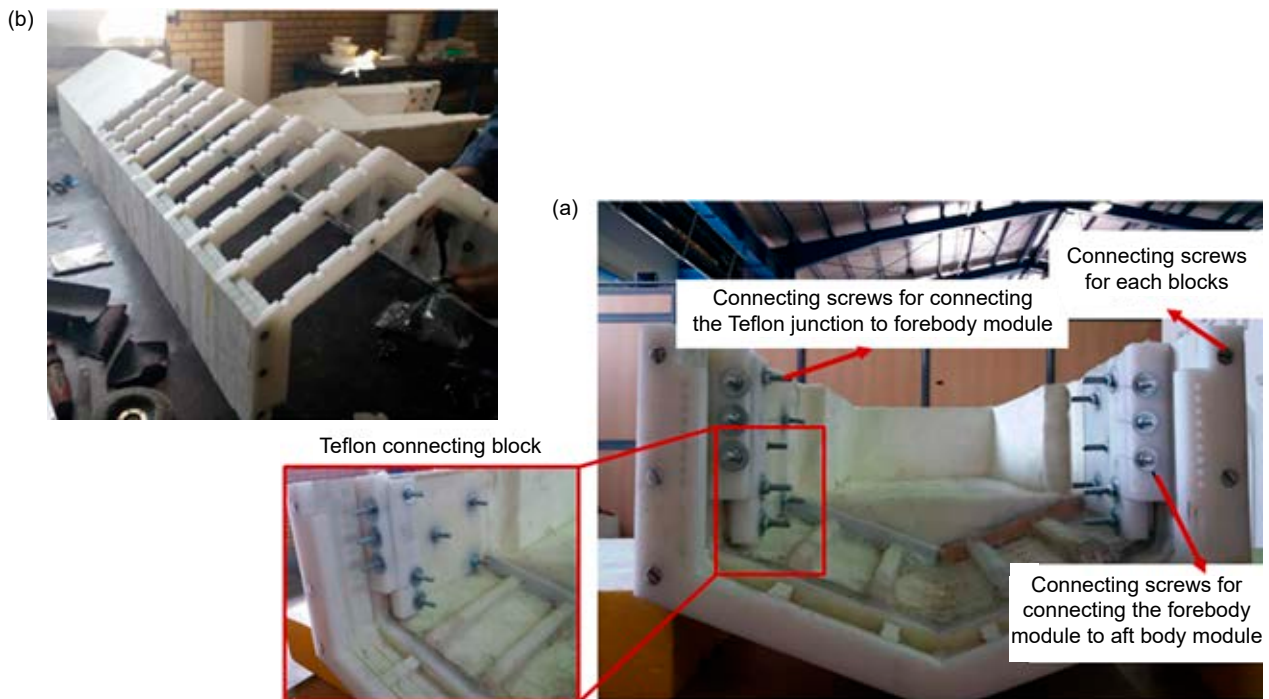 (b)
(a)
Connecting screws
for each blocks
Connecting screws for connecting
the Teflon junction to forebody module
Teflon connecting block
Connecting screws for
connecting the forebody
module to aft body module